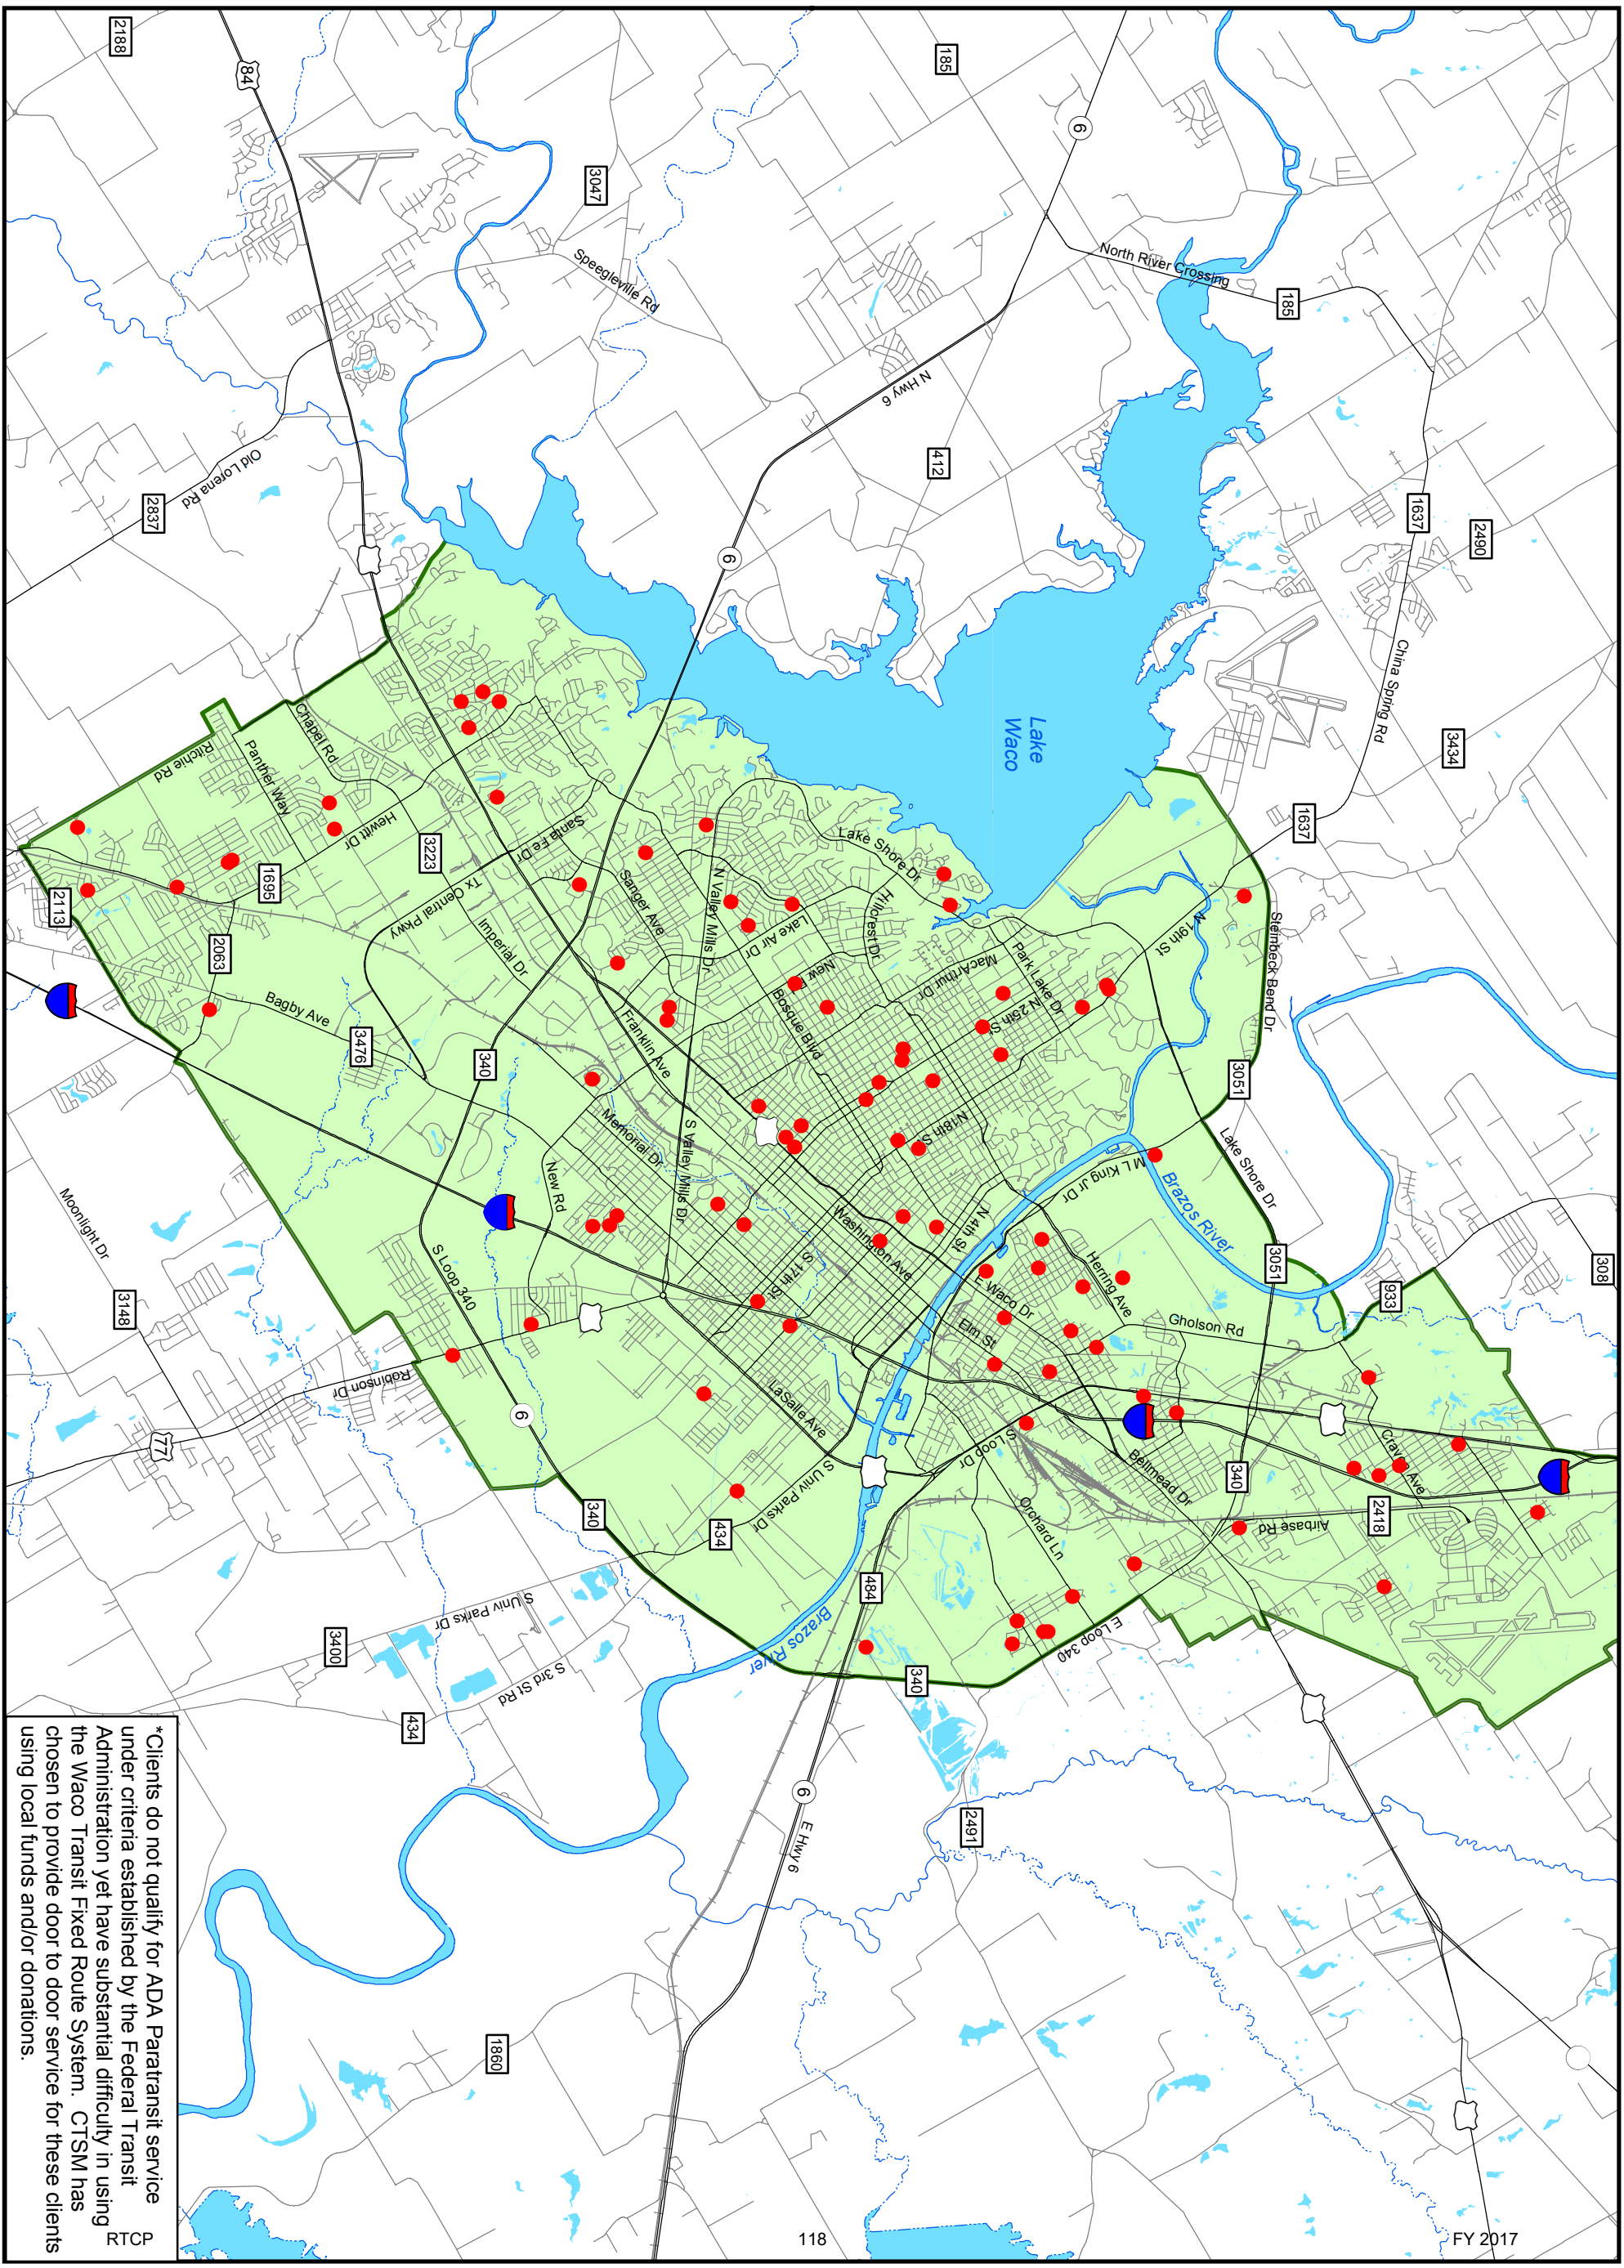 2188
84
185
6
3047
Speegleville Rd
North River Crossing
185
N Hwy 6
412
Old Lorena Rd
2837
6
1637
2490
China Spring Rd
3434
Lake
Waco
1637
Chapel Rd
Panther Way
Ritchie Rd
Hewitt Dr
3223
Santa Fe Dr
1695
2113
2063
Tx Central Pkwy
Imperial Dr
Sanger Ave
N Valley Mills Dr
Lake Air Dr
Lake Shore Dr
Hillcrest Dr
MacArthur Dr
Park Lake Dr
N 25th St
N 19th St
Steinbeck Bend Dr
3051
Bagby Ave
3476
340
Franklin Ave
Bosque Blvd
N 18th St
Memorial Dr
S Valley Mills Dr
New Rd
Washington Ave
S 17th St
N 4th St
M L King Jr Dr
Brazos River
Lake Shore Dr
3051
933
308
Moonlight Dr
3148
S Loop 340
Robinson Dr
77
6
LaSalle Ave
E Waco Dr
Elm St
Herring Ave
Gholson Rd
S Loop Dr
Bellmead Dr
340
Craven Ave
2418
Airbase Rd
Orchard Ln
S Univ Parks Dr
434
340
484
E Loop 340
340
Brazos River
S Univ Parks Dr
3400
S 3rd St Rd
434
6
E Hwy 6
2491
1860
*Clients do not qualify for ADA Paratransit service
under criteria established by the Federal Transit
Administration yet have substantial difficulty in using
the Waco Transit Fixed Route System. CTSM has
chosen to provide door to door service for these clients
using local funds and/or donations.
RTCP
118
FY 2017